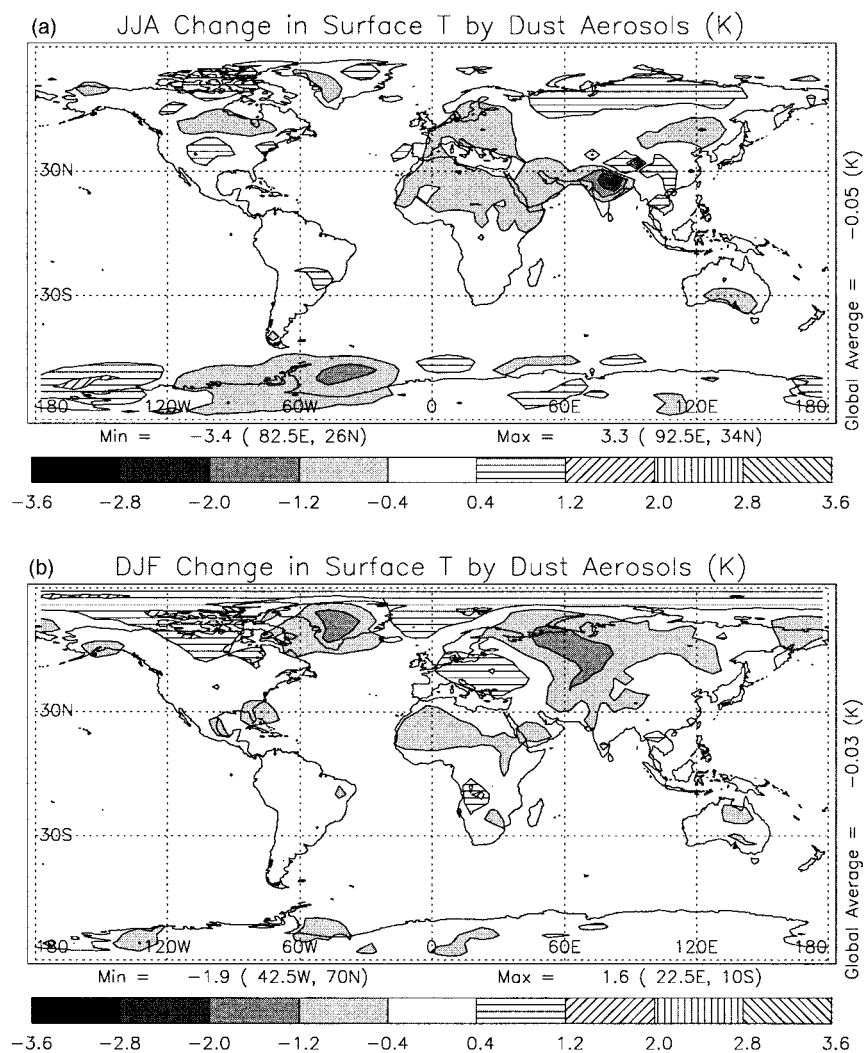 (a) JJA Change in Surface T by Dust Aerosols (K)
30N
30S
180 120W 60W 0 60E 120E 180
Global Average = -0.05 (K)
Min = -3.4 ( 82.5E, 26N) Max = 3.3 ( 92.5E, 34N)
-3.6 -2.8 -2.0 -1.2 -0.4 0.4 1.2 2.0 2.8 3.6
(b) DJF Change in Surface T by Dust Aerosols (K)
30N
30S
180 120W 60W 0 60E 120E 180
Global Average = -0.03 (K)
Min = -1.9 ( 42.5W, 70N) Max = 1.6 ( 22.5E, 10S)
-3.6 -2.8 -2.0 -1.2 -0.4 0.4 1.2 2.0 2.8 3.6